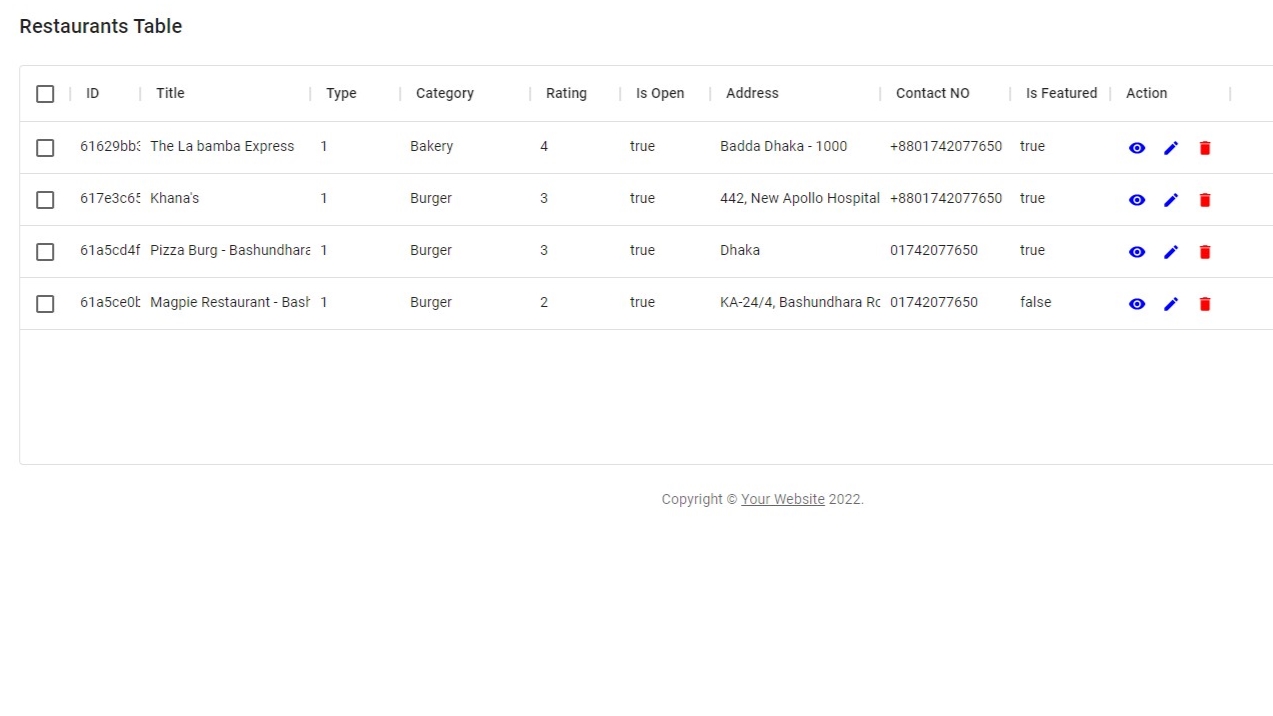 Restaurants Table
ID Title Type Category Rating Is Open Address Contact NO Is Featured Action
61629bb3 The La bamba Express 1 Bakery 4 true Badda Dhaka - 1000 +8801742077650 true
617e3c65 Khana's 1 Burger 3 true 442, New Apollo Hospital +8801742077650 true
61a5cd4f Pizza Burg - Bashundhara 1 Burger 3 true Dhaka 01742077650 true
61a5ce0b Magpie Restaurant - Bash 1 Burger 2 true KA-24/4, Bashundhara Ro 01742077650 false
Copyright © Your Website 2022.